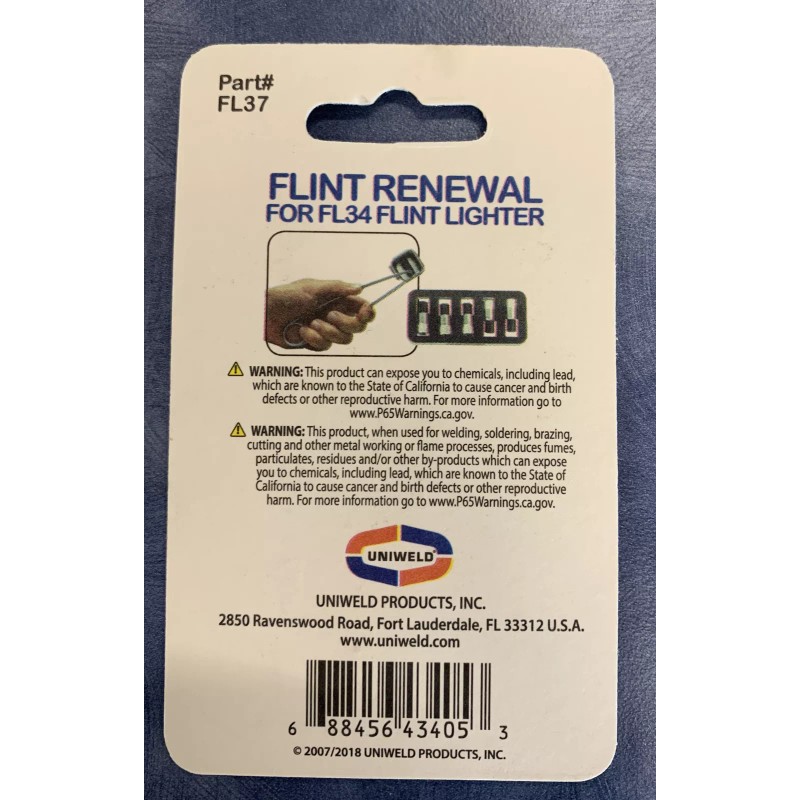 Part#
FL37
FLINT RENEWAL
FOR FL34 FLINT LIGHTER
WARNING: This product can expose you to chemicals, including lead,
which are known to the State of California to cause cancer and birth
defects or other reproductive harm. For more information go to
www.P65Warnings.ca.gov.
WARNING: This product, when used for welding, soldering, brazing,
cutting and other metal working or flame processes, produces fumes,
particulates, residues and/or other by-products which can expose
you to chemicals, including lead, which are known to the State of
California to cause cancer and birth defects or other reproductive
harm. For more information go to www.P65Warnings.ca.gov.
UNIWELD®
UNIWELD PRODUCTS, INC.
2850 Ravenswood Road, Fort Lauderdale, FL 33312 U.S.A.
www.uniweld.com
6 88456 43405 3
© 2007/2018 UNIWELD PRODUCTS, INC.